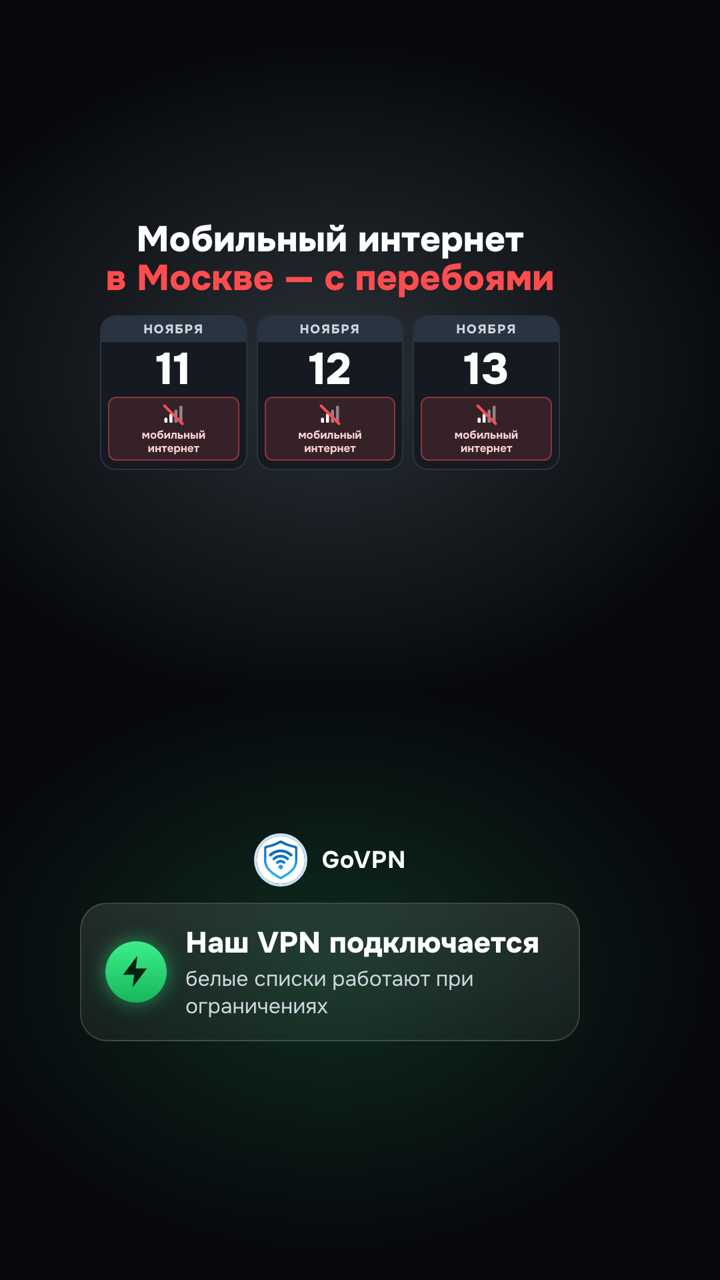 Мобильный интернет
в Москве — с перебоями
НОЯБРЯ
11
мобильный
интернет
НОЯБРЯ
12
мобильный
интернет
НОЯБРЯ
13
мобильный
интернет
GoVPN
Наш VPN подключается
белые списки работают при
ограничениях